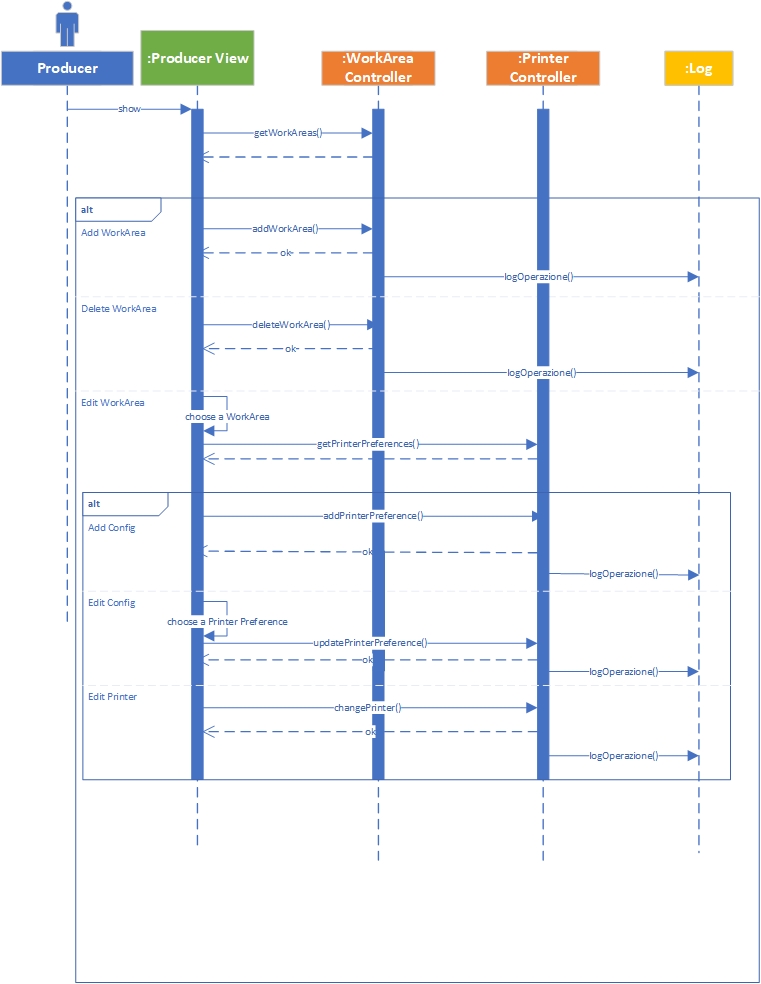 Producer
:Producer View
:WorkArea
Controller
:Printer
Controller
:Log
show
getWorkAreas()
alt
Add WorkArea
addWorkArea()
ok
logOperazione()
Delete WorkArea
deleteWorkArea()
ok
logOperazione()
Edit WorkArea
choose a WorkArea
getPrinterPreferences()
alt
Add Config
addPrinterPreference()
ok
logOperazione()
Edit Config
choose a Printer Preference
updatePrinterPreference()
ok
logOperazione()
Edit Printer
changePrinter()
ok
logOperazione()